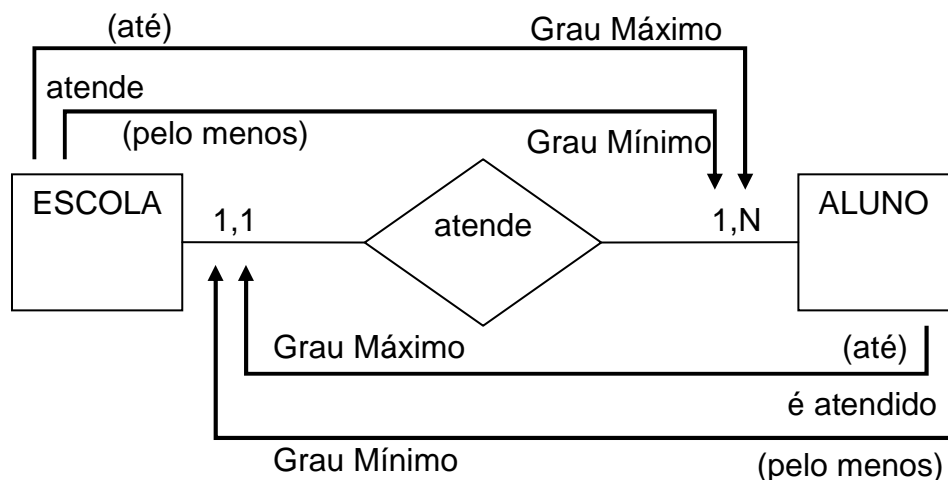 (até)
Grau Máximo
atende
(pelo menos)
Grau Mínimo
ESCOLA
1,1
atende
1,N
ALUNO
Grau Máximo
(até)
é atendido
Grau Mínimo
(pelo menos)